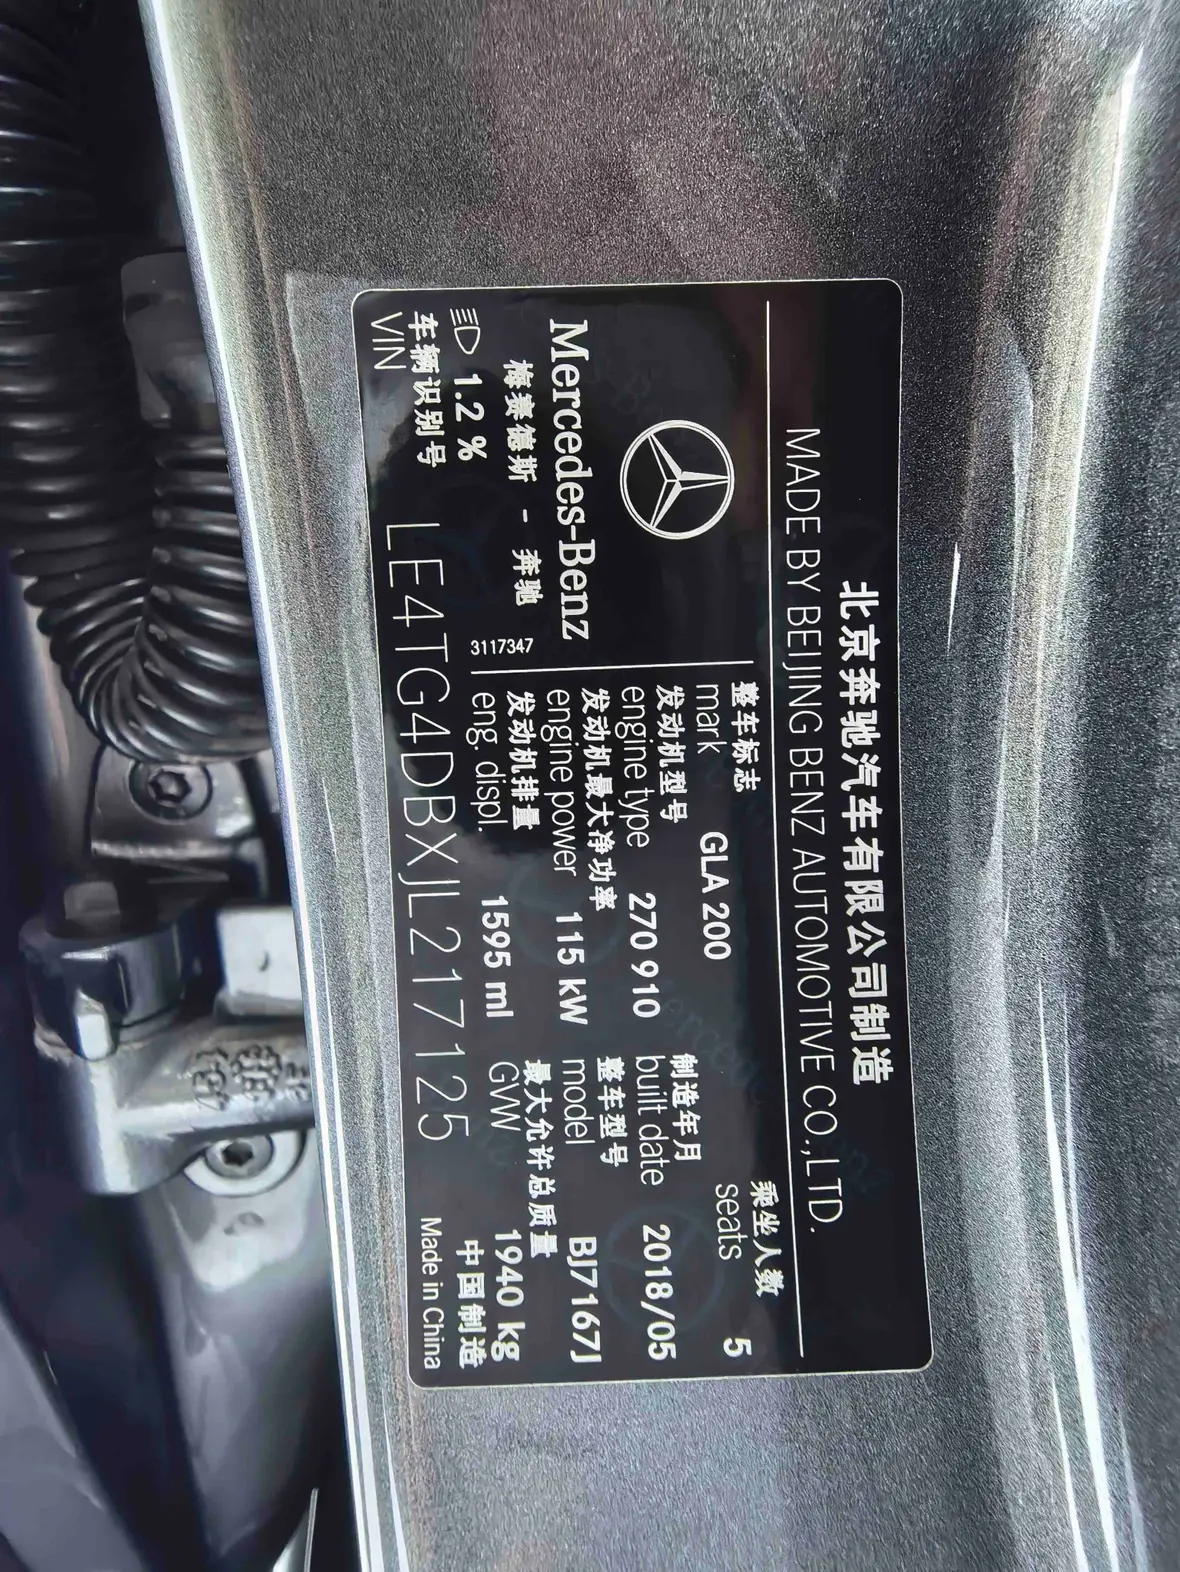 北京奔驰汽车有限公司制造
MADE BY BEIJING BENZ AUTOMOTIVE CO.,LTD.
Mercedes-Benz
梅赛德斯 - 奔驰
3117347
1.2 %
整车标志
mark GLA 200
乘坐人数
seats 5
发动机型号
engine type 270 910
制造年月
built date 2018/05
发动机最大净功率
engine power 115 kW
整车型号
model BJ7167J
发动机排量
eng. displ. 1595 ml
最大允许总质量
GVW 1940 kg
车辆识别号
VIN LE4TG4DBXJL217125
中国制造
Made in China